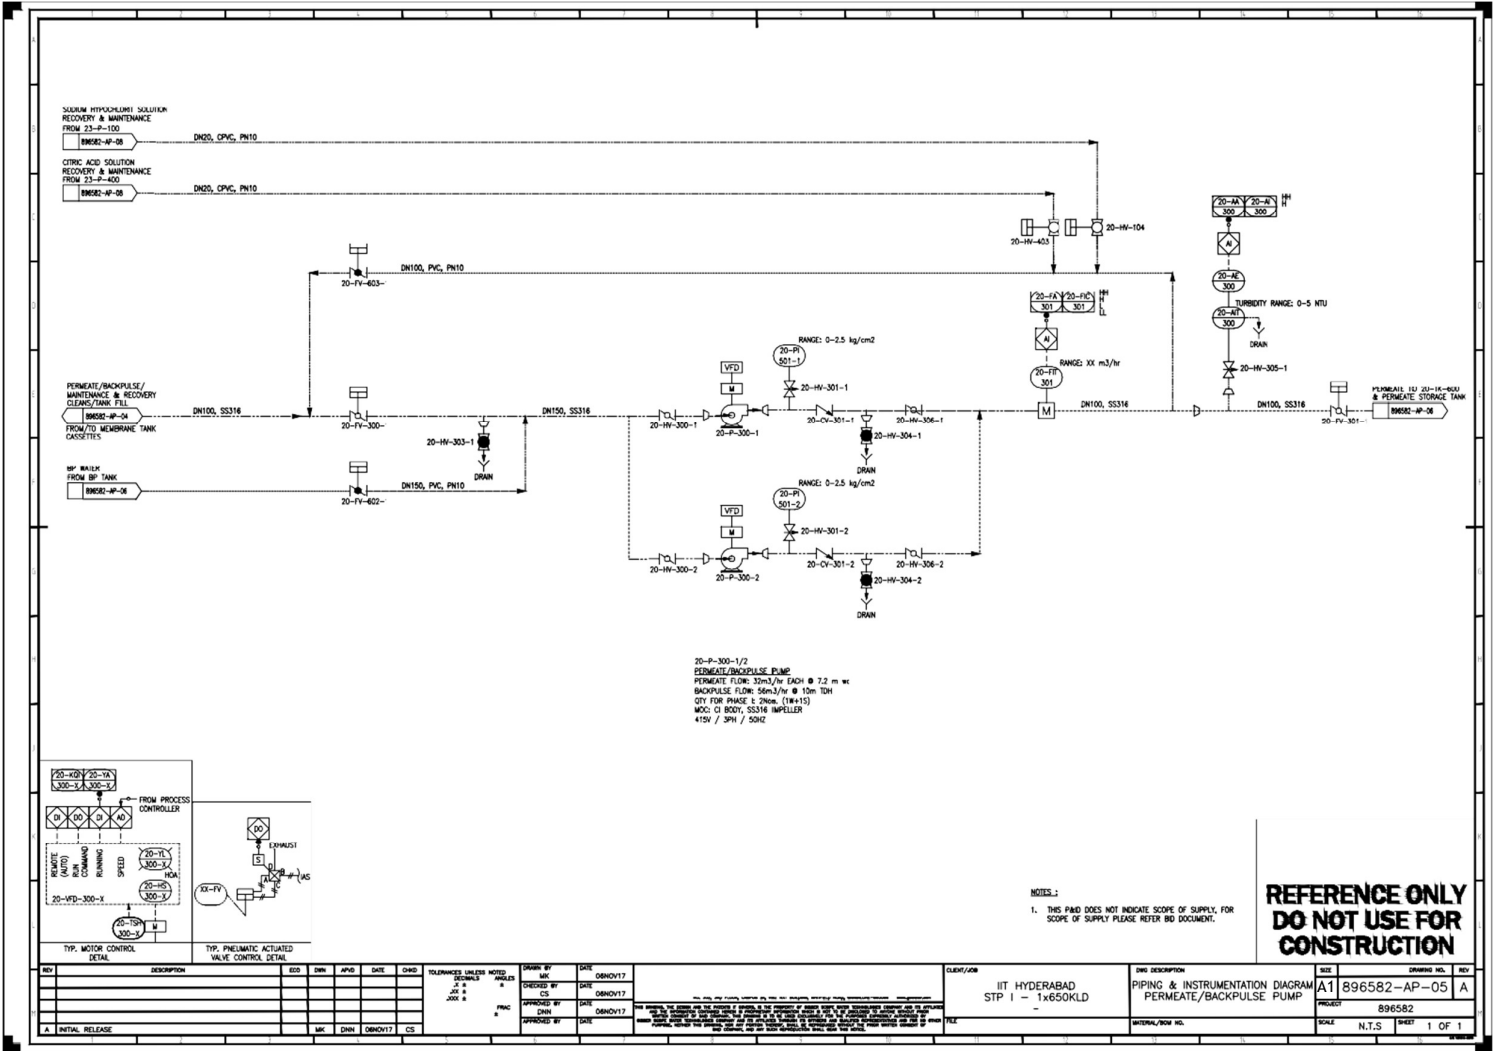 SODIUM HYPOCHLORIT SOLUTION
RECOVERY & MAINTENANCE
FROM 23-P-100
896582-AP-08
DN20, CPVC, PN10
CITRIC ACID SOLUTION
RECOVERY & MAINTENANCE
FROM 23-P-400
896582-AP-08
DN20, CPVC, PN10
20-HV-403
20-HV-104
20-AA 300
20-AI 300
HH
H
AI
20-AE 300
TURBIDITY RANGE: 0-5 NTU
20-AIT 300
DRAIN
20-HV-305-1
DN100, PVC, PN10
20-FV-603-
20-FA 301
20-FIC 301
HH
H
L
AI
RANGE: XX m3/hr
20-FIT 301
M
RANGE: 0-2.5 kg/cm2
20-PI 501-1
VFD
M
20-HV-301-1
PERMEATE/BACKPULSE/
MAINTENANCE & RECOVERY
CLEANS/TANK FILL
896582-AP-04
FROM/TO MEMBRANE TANK
CASSETTES
DN100, SS316
20-FV-300-
20-HV-303-1
DRAIN
DN150, SS316
20-HV-300-1
20-P-300-1
20-CV-301-1
20-HV-306-1
20-HV-304-1
DRAIN
DN100, SS316
DN100, SS316
20-FV-301-
PERMEATE TO 20-TK-600
& PERMEATE STORAGE TANK
896582-AP-06
BP WATER
FROM BP TANK
896582-AP-06
20-FV-602-
DN150, PVC, PN10
RANGE: 0-2.5 kg/cm2
20-PI 501-2
VFD
M
20-HV-301-2
20-HV-300-2
20-P-300-2
20-CV-301-2
20-HV-306-2
20-HV-304-2
DRAIN
20-P-300-1/2
PERMEATE/BACKPULSE PUMP
PERMEATE FLOW: 32m3/hr EACH @ 7.2 m wc
BACKPULSE FLOW: 56m3/hr @ 10m TDH
QTY FOR PHASE I: 2Nos. (1W+1S)
MOC: CI BODY, SS316 IMPELLER
415V / 3PH / 50HZ
20-KQI 300-X
20-YA 300-X
FROM PROCESS
CONTROLLER
DI DO DI AO
REMOTE (AUTO)
RUN COMMAND
RUNNING
SPEED
20-YL 300-X
HOA
20-HS 300-X
20-VFD-300-X
20-TSH 300-X
M
TYP. MOTOR CONTROL
DETAIL
DO
EXHAUST
S
D
B
A
C
IAS
XX-FV
TYP. PNEUMATIC ACTUATED
VALVE CONTROL DETAIL
NOTES :
1. THIS P&ID DOES NOT INDICATE SCOPE OF SUPPLY, FOR
SCOPE OF SUPPLY PLEASE REFER BID DOCUMENT.
REFERENCE ONLY
DO NOT USE FOR
CONSTRUCTION
REV DESCRIPTION ECO DWN APVD DATE CHKD
A INITIAL RELEASE MK DNN 08NOV17 CS
TOLERANCES UNLESS NOTED
DECIMALS ANGLES
.X ±
.XX ±
.XXX ±
FRAC
±
DRAWN BY MK DATE 08NOV17
CHECKED BY CS DATE 08NOV17
APPROVED BY DNN DATE 08NOV17
APPROVED BY DATE
CLIENT/JOB
IIT HYDERABAD
STP I - 1x650KLD
-
FILE
DWG DESCRIPTION
PIPING & INSTRUMENTATION DIAGRAM
PERMEATE/BACKPULSE PUMP
MATERIAL/BOM NO.
SIZE A1
DRAWING NO. 896582-AP-05
REV A
PROJECT 896582
SCALE N.T.S
SHEET 1 OF 1